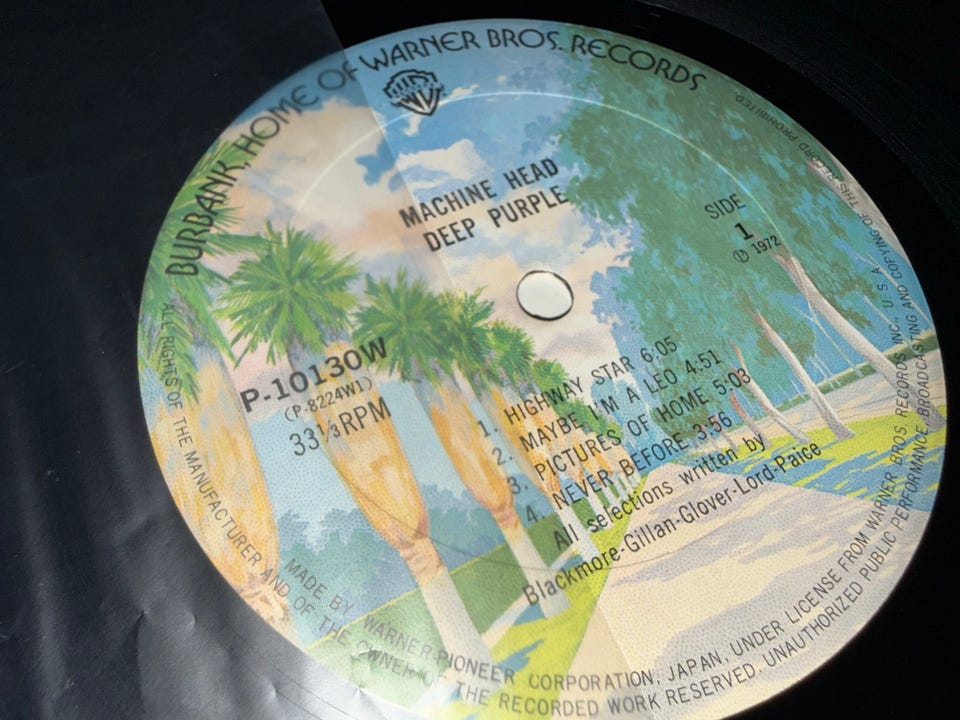 BURBANK, HOME OF WARNER BROS. RECORDS
MACHINE HEAD
DEEP PURPLE
SIDE
1
℗ 1972
P-10130W
(P-8224W1)
33⅓RPM
1. HIGHWAY STAR 6:05
2. MAYBE I'M A LEO 4:51
3. PICTURES OF HOME 5:03
4. NEVER BEFORE 3:56
All selections written by
Blackmore-Gillan-Glover-Lord-Paice
MADE BY WARNER-PIONEER CORPORATION, JAPAN, UNDER LICENSE FROM WARNER BROS. RECORDS INC., U.S.A.
ALL RIGHTS OF THE MANUFACTURER AND OF THE OWNER OF THE RECORDED WORK RESERVED. UNAUTHORIZED PUBLIC PERFORMANCE, BROADCASTING AND COPYING OF THIS RECORD PROHIBITED